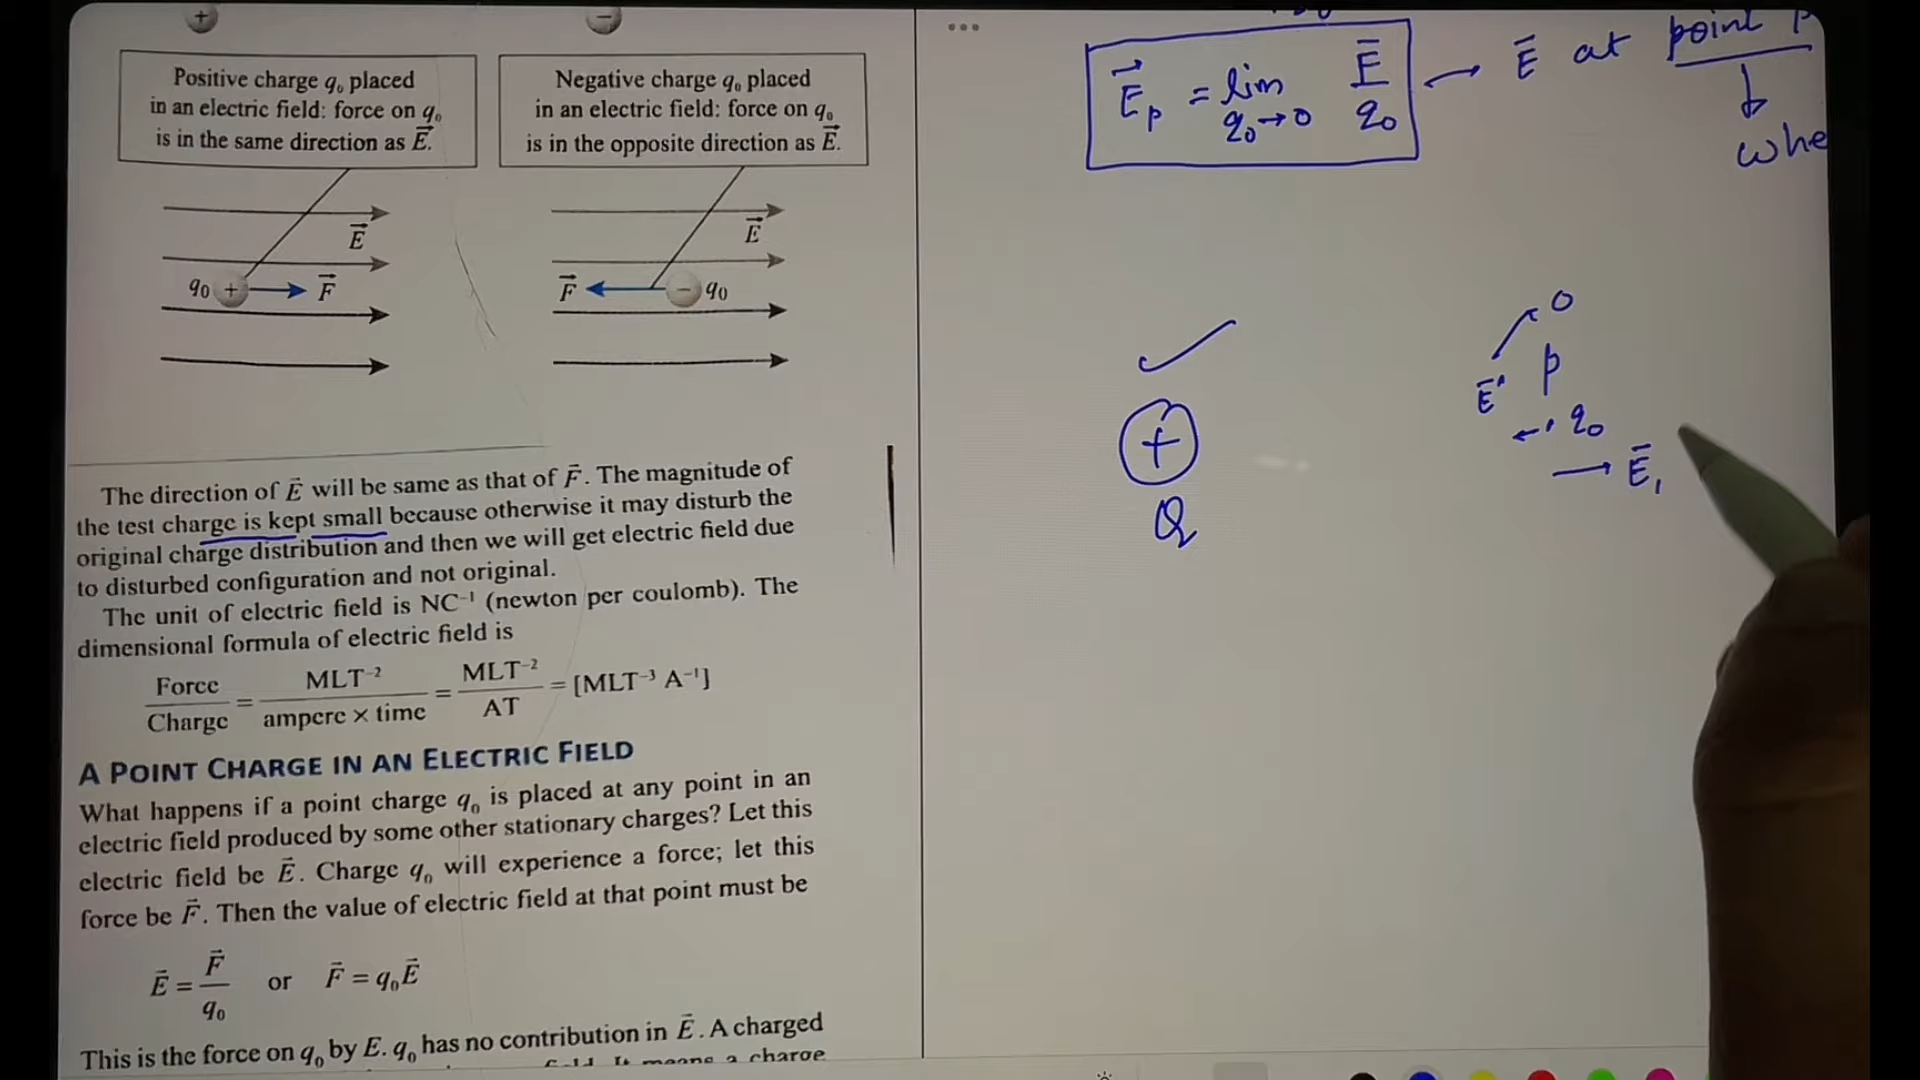 +
−
Positive charge q₀ placed
in an electric field: force on q₀
is in the same direction as E⃗.
Negative charge q₀ placed
in an electric field: force on q₀
is in the opposite direction as E⃗.
E⃗
q₀ + F⃗
E⃗
F⃗ − q₀
The direction of E⃗ will be same as that of F⃗. The magnitude of
the test charge is kept small because otherwise it may disturb the
original charge distribution and then we will get electric field due
to disturbed configuration and not original.
The unit of electric field is NC⁻¹ (newton per coulomb). The
dimensional formula of electric field is
Force/Charge = MLT⁻²/ampere × time = MLT⁻²/AT = [MLT⁻³ A⁻¹]
A POINT CHARGE IN AN ELECTRIC FIELD
What happens if a point charge q₀ is placed at any point in an
electric field produced by some other stationary charges? Let this
electric field be E⃗. Charge q₀ will experience a force; let this
force be F⃗. Then the value of electric field at that point must be
E⃗ = F⃗/q₀ or F⃗ = q₀E⃗
This is the force on q₀ by E. q₀ has no contribution in E⃗. A charged
It means a charge
E⃗p = lim q₀→0 F̄/q₀ → Ē at point P
whe
0
Ē' p
q₀
Ē₁
+
Q